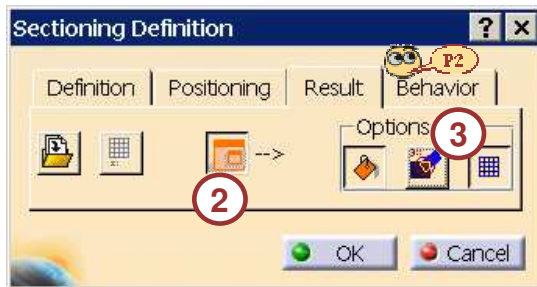 Sectioning Definition ? ×
P2
Definition Positioning Result Behavior
--> Options 3
2
OK Cancel